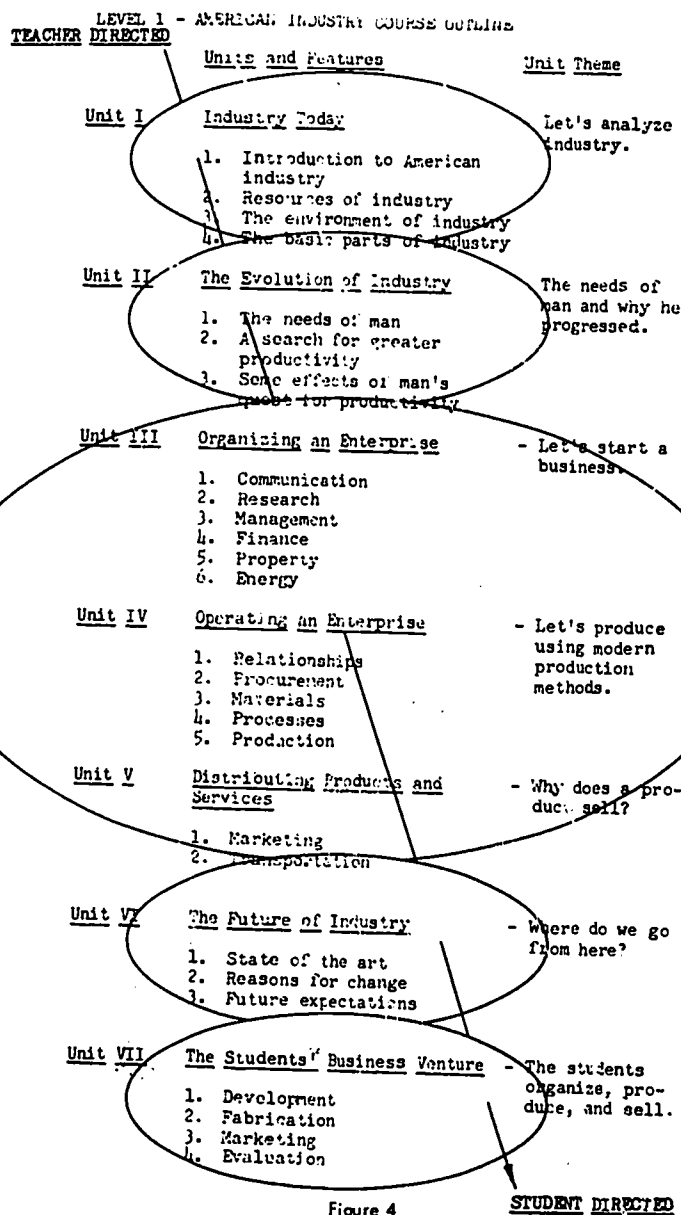 LEVEL 1 - AMERICAN INDUSTRY COURSE OUTLINE
TEACHER DIRECTED
Units and Features Unit Theme
Unit I Industry Today Let's analyze
industry.
1. Introduction to American
industry
2. Resources of industry
3. The environment of industry
4. The basic parts of industry
Unit II The Evolution of Industry The needs of
man and why he
progressed.
1. The needs of man
2. A search for greater
productivity
3. Some effects of man's
quest for productivity
Unit III Organizing an Enterprise - Let's start a
business.
1. Communication
2. Research
3. Management
4. Finance
5. Property
6. Energy
Unit IV Operating an Enterprise - Let's produce
using modern
production
methods.
1. Relationships
2. Procurement
3. Materials
4. Processes
5. Production
Unit V Distributing Products and - Why does a pro-
Services duct sell?
1. Marketing
2. Transportation
Unit VI The Future of Industry - Where do we go
from here?
1. State of the art
2. Reasons for change
3. Future expectations
Unit VII The Students' Business Venture - The students
organize, pro-
duce, and sell.
1. Development
2. Fabrication
3. Marketing
4. Evaluation
Figure 4 STUDENT DIRECTED